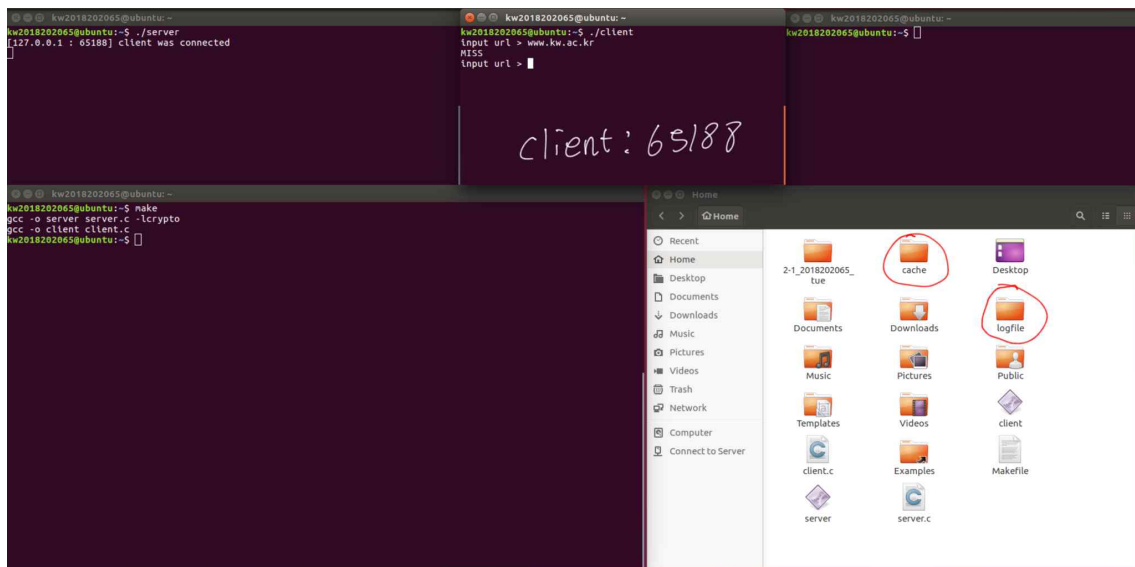 kw2018202065@ubuntu: ~
kw2018202065@ubuntu:~$ ./server
[127.0.0.1 : 65188] client was connected
kw2018202065@ubuntu: ~
kw2018202065@ubuntu:~$ ./client
input url > www.kw.ac.kr
MISS
input url >
client: 65188
kw2018202065@ubuntu: ~
kw2018202065@ubuntu:~$
kw2018202065@ubuntu: ~
kw2018202065@ubuntu:~$ make
gcc -o server server.c -lcrypto
gcc -o client client.c
kw2018202065@ubuntu:~$
Home
Home
Recent
Home
Desktop
Documents
Downloads
Music
Pictures
Videos
Trash
Network
Computer
Connect to Server
2-1_2018202065_
tue
cache
Desktop
Documents
Downloads
logfile
Music
Pictures
Public
Templates
Videos
client
client.c
Examples
Makefile
server
server.c